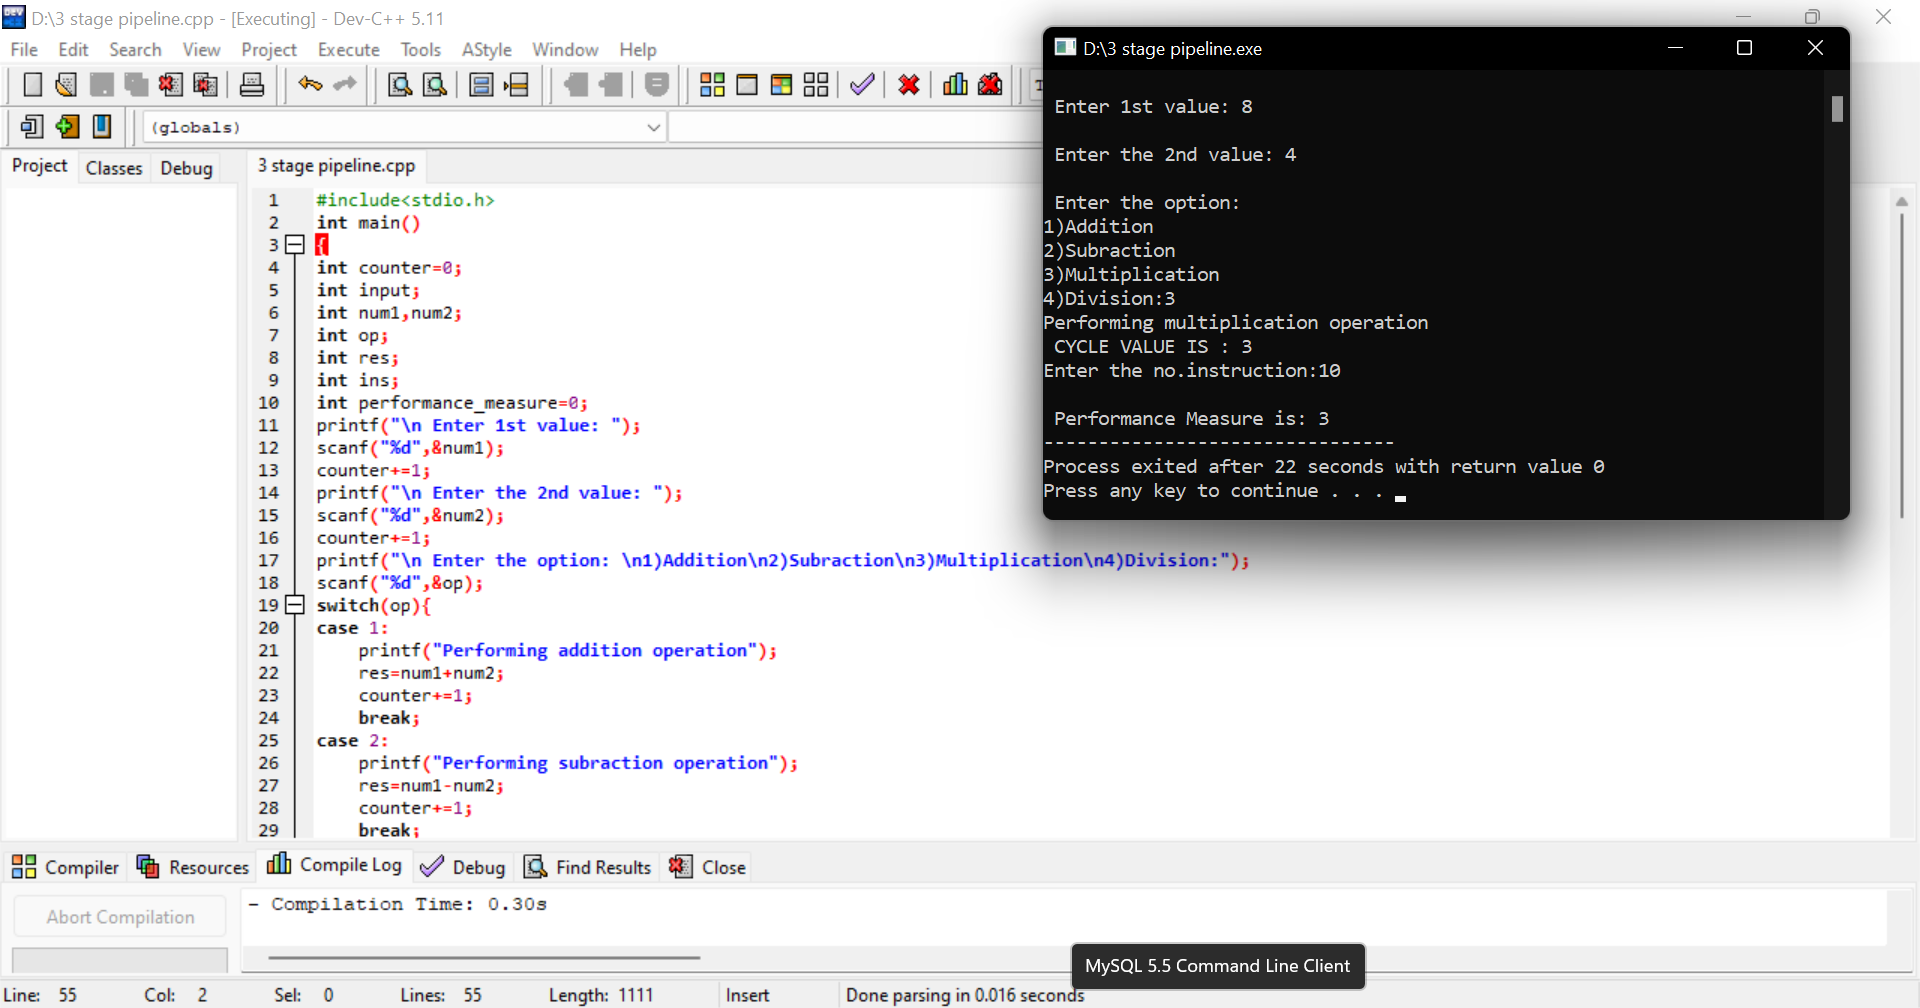 D:\3 stage pipeline.cpp - [Executing] - Dev-C++ 5.11
File Edit Search View Project Execute Tools AStyle Window Help
(globals)
Project Classes Debug
3 stage pipeline.cpp
1 #include<stdio.h>
2 int main()
3 {
4 int counter=0;
5 int input;
6 int num1,num2;
7 int op;
8 int res;
9 int ins;
10 int performance_measure=0;
11 printf("\n Enter 1st value: ");
12 scanf("%d",&num1);
13 counter+=1;
14 printf("\n Enter the 2nd value: ");
15 scanf("%d",&num2);
16 counter+=1;
17 printf("\n Enter the option: \n1)Addition\n2)Subraction\n3)Multiplication\n4)Division:");
18 scanf("%d",&op);
19 switch(op){
20 case 1:
21 printf("Performing addition operation");
22 res=num1+num2;
23 counter+=1;
24 break;
25 case 2:
26 printf("Performing subraction operation");
27 res=num1-num2;
28 counter+=1;
29 break;
D:\3 stage pipeline.exe
Enter 1st value: 8
Enter the 2nd value: 4
Enter the option:
1)Addition
2)Subraction
3)Multiplication
4)Division:3
Performing multiplication operation
CYCLE VALUE IS : 3
Enter the no.instruction:10
Performance Measure is: 3
--------------------------------
Process exited after 22 seconds with return value 0
Press any key to continue . . .
Compiler Resources Compile Log Debug Find Results Close
Abort Compilation
- Compilation Time: 0.30s
MySQL 5.5 Command Line Client
Line: 55 Col: 2 Sel: 0 Lines: 55 Length: 1111 Insert Done parsing in 0.016 seconds